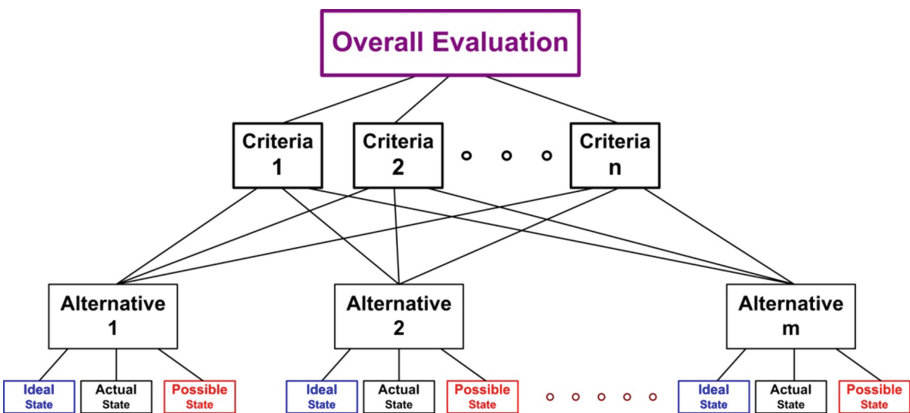 Overall Evaluation
Criteria
1
Criteria
2
Criteria
n
Alternative
1
Alternative
2
Alternative
m
Ideal
State
Actual
State
Possible
State
Ideal
State
Actual
State
Possible
State
Ideal
State
Actual
State
Possible
State